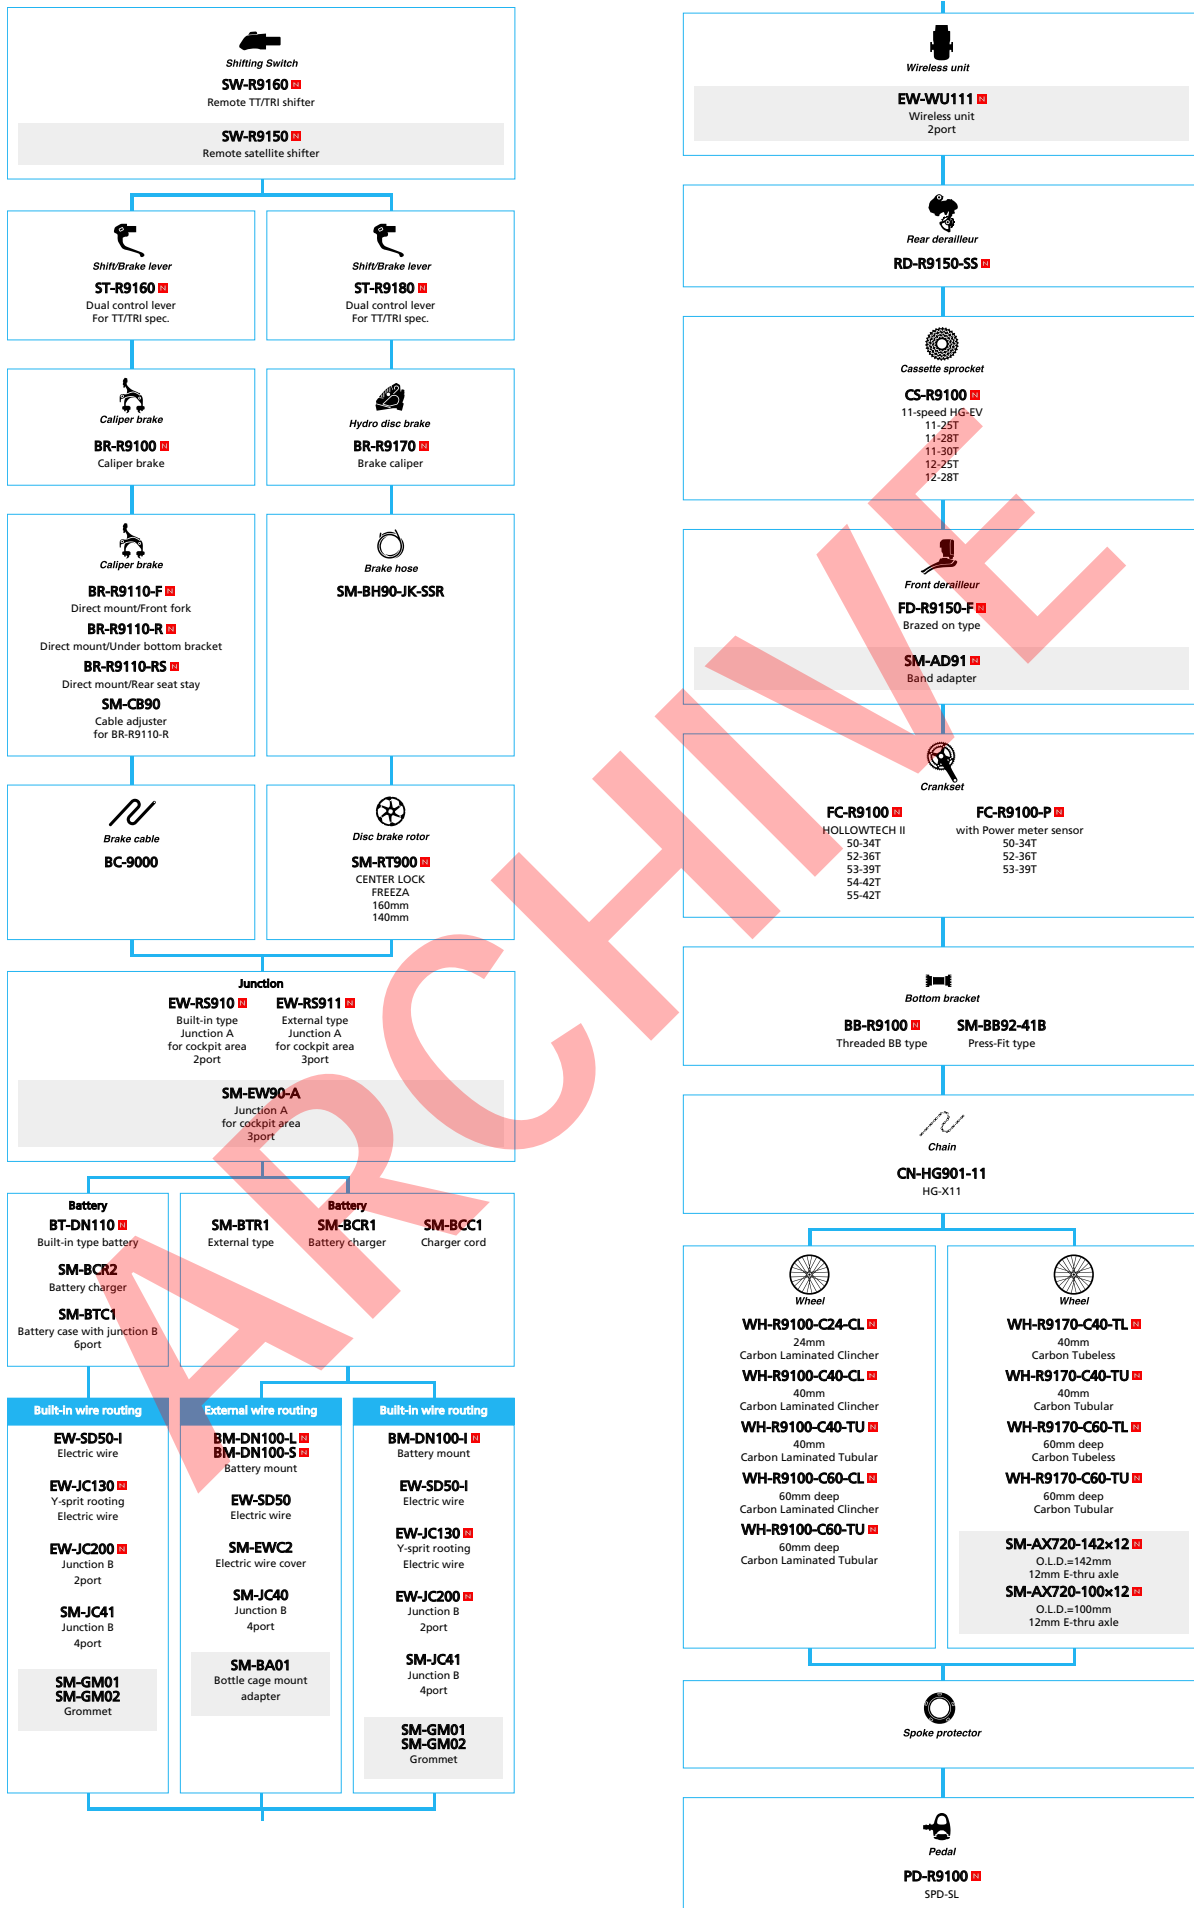 Shifting Switch
SW-R9160 N
Remote TT/TRI shifter
SW-R9150 N
Remote satellite shifter
Shift/Brake lever
ST-R9160 N
Dual control lever
For TT/TRI spec.
Shift/Brake lever
ST-R9180 N
Dual control lever
For TT/TRI spec.
Caliper brake
BR-R9100 N
Caliper brake
Hydro disc brake
BR-R9170 N
Brake caliper
Caliper brake
BR-R9110-F N
Direct mount/Front fork
BR-R9110-R N
Direct mount/Under bottom bracket
BR-R9110-RS N
Direct mount/Rear seat stay
SM-CB90
Cable adjuster
for BR-R9110-R
Brake hose
SM-BH90-JK-SSR
Brake cable
BC-9000
Disc brake rotor
SM-RT900 N
CENTER LOCK
FREEZA
160mm
140mm
Junction
EW-RS910 N
Built-in type
Junction A
for cockpit area
2port
EW-RS911 N
External type
Junction A
for cockpit area
3port
SM-EW90-A
Junction A
for cockpit area
3port
Battery
BT-DN110 N
Built-in type battery
SM-BCR2
Battery charger
SM-BTC1
Battery case with junction B
6port
Battery
SM-BTR1
External type
SM-BCR1
Battery charger
SM-BCC1
Charger cord
Built-in wire routing
EW-SD50-I
Electric wire
EW-JC130 N
Y-sprit rooting
Electric wire
EW-JC200 N
Junction B
2port
SM-JC41
Junction B
4port
SM-GM01
SM-GM02
Grommet
External wire routing
BM-DN100-L N
BM-DN100-S N
Battery mount
EW-SD50
Electric wire
SM-EWC2
Electric wire cover
SM-JC40
Junction B
4port
SM-BA01
Bottle cage mount
adapter
Built-in wire routing
BM-DN100-I N
Battery mount
EW-SD50-I
Electric wire
EW-JC130 N
Y-sprit rooting
Electric wire
EW-JC200 N
Junction B
2port
SM-JC41
Junction B
4port
SM-GM01
SM-GM02
Grommet
Wireless unit
EW-WU111 N
Wireless unit
2port
Rear derailleur
RD-R9150-SS N
Cassette sprocket
CS-R9100 N
11-speed HG-EV
11-25T
11-28T
11-30T
12-25T
12-28T
Front derailleur
FD-R9150-F N
Brazed on type
SM-AD91 N
Band adapter
Crankset
FC-R9100 N
HOLLOWTECH II
50-34T
52-36T
53-39T
54-42T
55-42T
FC-R9100-P N
with Power meter sensor
50-34T
52-36T
53-39T
Bottom bracket
BB-R9100 N
Threaded BB type
SM-BB92-41B
Press-Fit type
Chain
CN-HG901-11
HG-X11
Wheel
WH-R9100-C24-CL N
24mm
Carbon Laminated Clincher
WH-R9100-C40-CL N
40mm
Carbon Laminated Clincher
WH-R9100-C40-TU N
40mm
Carbon Laminated Tubular
WH-R9100-C60-CL N
60mm deep
Carbon Laminated Clincher
WH-R9100-C60-TU N
60mm deep
Carbon Laminated Tubular
Wheel
WH-R9170-C40-TL N
40mm
Carbon Tubeless
WH-R9170-C40-TU N
40mm
Carbon Tubular
WH-R9170-C60-TL N
60mm deep
Carbon Tubeless
WH-R9170-C60-TU N
60mm deep
Carbon Tubular
SM-AX720-142×12 N
O.L.D.=142mm
12mm E-thru axle
SM-AX720-100×12 N
O.L.D.=100mm
12mm E-thru axle
Spoke protector
Pedal
PD-R9100 N
SPD-SL
ARCHIVE